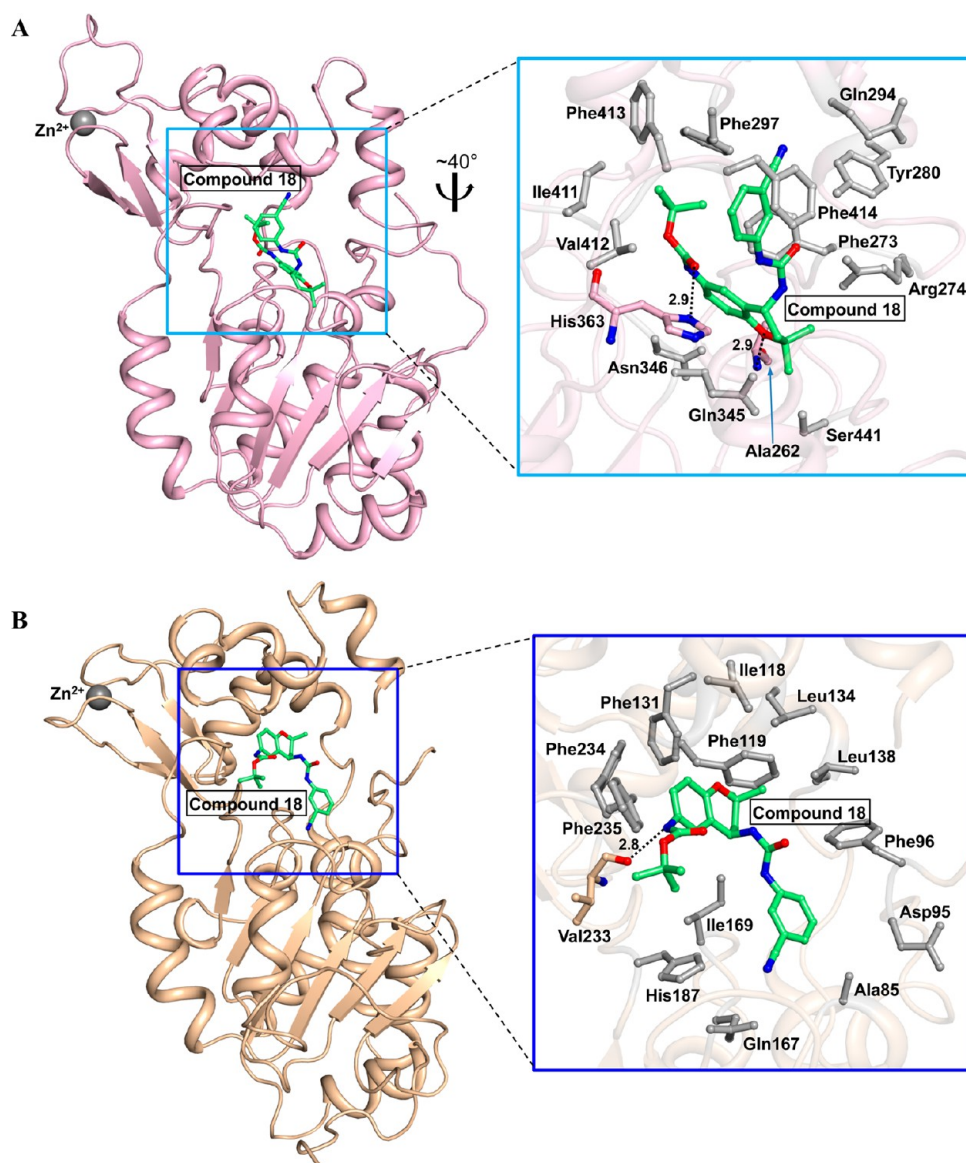 A
Zn2+
Compound 18
~40°
Phe413
Phe297
Gln294
Tyr280
Ile411
Phe414
Val412
Phe273
Arg274
2.9
Compound 18
His363
2.9
Asn346
Gln345
Ser441
Ala262
B
Zn2+
Compound 18
Ile118
Phe131
Leu134
Phe234
Phe119
Leu138
Compound 18
Phe235
2.8
Phe96
Val233
Ile169
Asp95
His187
Ala85
Gln167